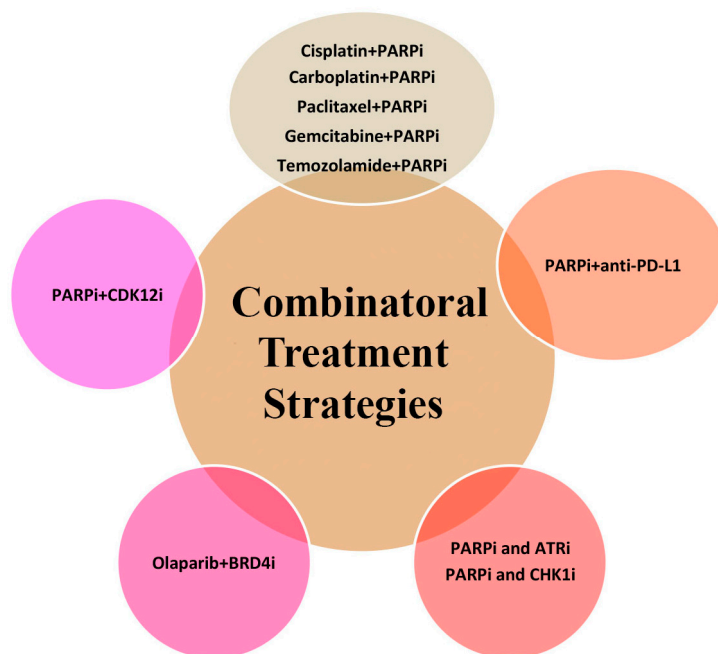 Cisplatin+PARPi
Carboplatin+PARPi
Paclitaxel+PARPi
Gemcitabine+PARPi
Temozolamide+PARPi
PARPi+CDK12i
PARPi+anti-PD-L1
Combinatoral
Treatment
Strategies
Olaparib+BRD4i
PARPi and ATRi
PARPi and CHK1i